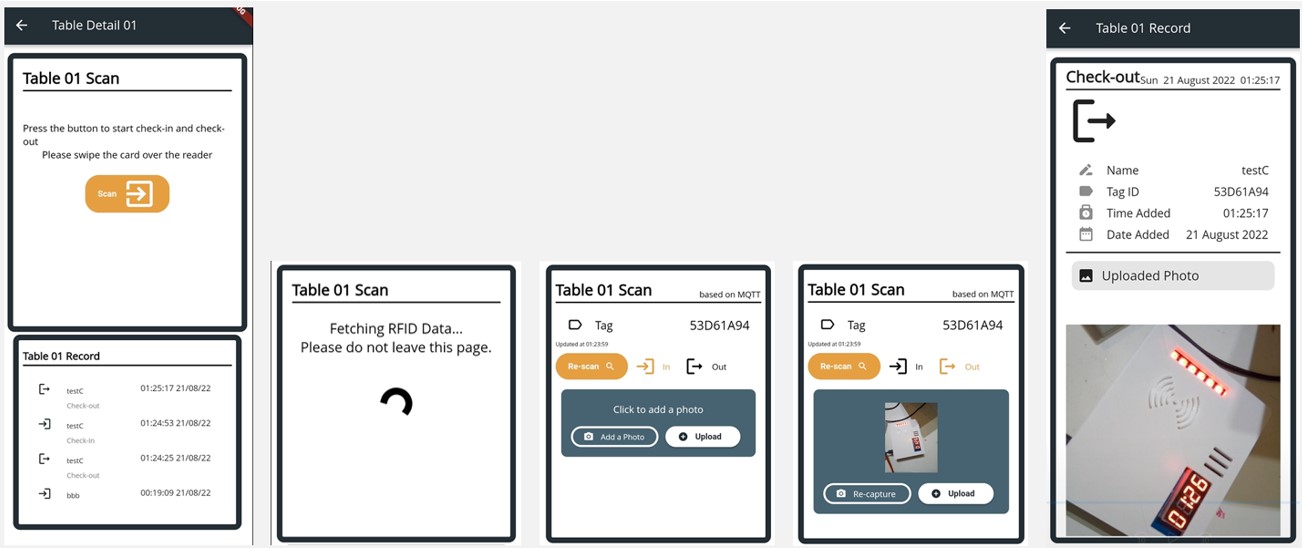 Table Detail 01
Table 01 Scan
Press the button to start check-in and check-
out
Please swipe the card over the reader
Scan
Table 01 Record
testC 01:25:17 21/08/22
Check-out
testC 01:24:53 21/08/22
Check-in
testC 01:24:25 21/08/22
Check-out
bbb 00:19:09 21/08/22
Table 01 Scan
Fetching RFID Data...
Please do not leave this page.
Table 01 Scan based on MQTT
Tag 53D61A94
Updated at 01:23:59
Re-scan In Out
Click to add a photo
Add a Photo Upload
Table 01 Scan based on MQTT
Tag 53D61A94
Updated at 01:23:59
Re-scan In Out
Re-capture Upload
Table 01 Record
Check-out Sun 21 August 2022 01:25:17
Name testC
Tag ID 53D61A94
Time Added 01:25:17
Date Added 21 August 2022
Uploaded Photo
01:26